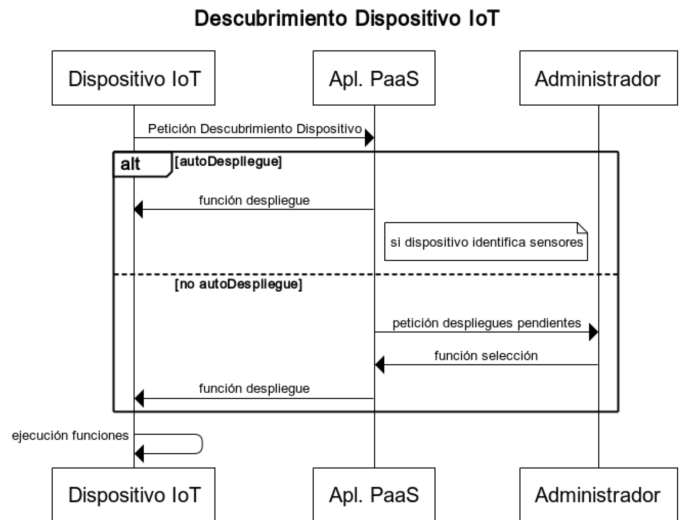 Descubrimiento Dispositivo IoT
Dispositivo IoT
Apl. PaaS
Administrador
Petición Descubrimiento Dispositivo
alt
[autoDespliegue]
función despliegue
si dispositivo identifica sensores
[no autoDespliegue]
petición despliegues pendientes
función selección
función despliegue
ejecución funciones
Dispositivo IoT
Apl. PaaS
Administrador